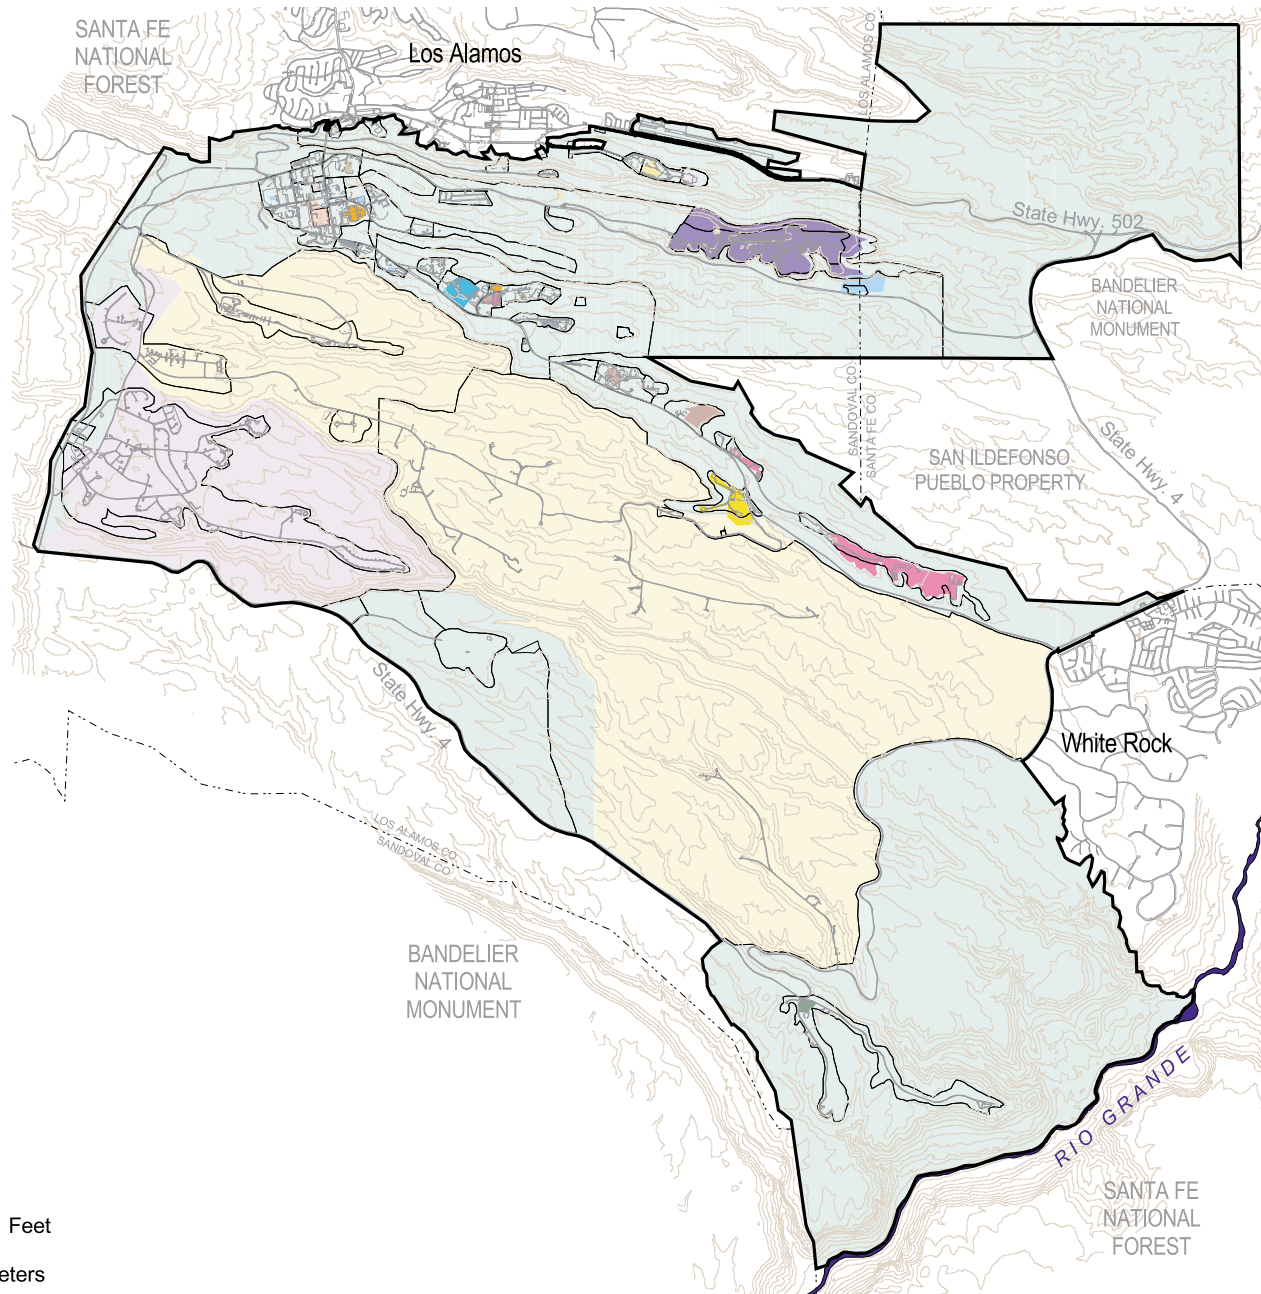 SANTA FE
NATIONAL
FOREST
Los Alamos
LOS ALAMOS CO.
State Hwy. 502
BANDELIER
NATIONAL
MONUMENT
SANDOVAL CO.
SANTA FE CO.
State Hwy. 4
SAN ILDEFONSO
PUEBLO PROPERTY
State Hwy. 4
White Rock
LOS ALAMOS CO.
SANDOVAL CO.
BANDELIER
NATIONAL
MONUMENT
RIO GRANDE
SANTA FE
NATIONAL
FOREST
Feet
eters